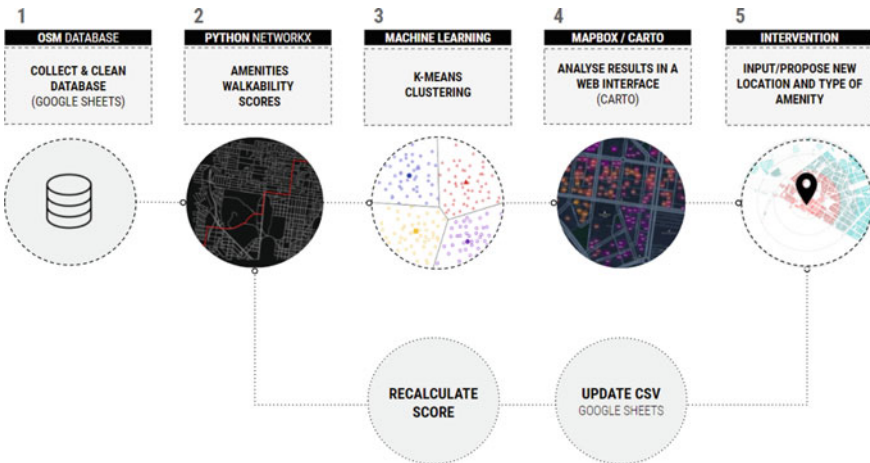 1
OSM DATABASE
COLLECT & CLEAN
DATABASE
(GOOGLE SHEETS)
2
PYTHON NETWORKX
AMENITIES
WALKABILITY
SCORES
3
MACHINE LEARNING
K-MEANS
CLUSTERING
4
MAPBOX / CARTO
ANALYSE RESULTS IN A
WEB INTERFACE
(CARTO)
5
INTERVENTION
INPUT/PROPOSE NEW
LOCATION AND TYPE OF
AMENITY
RECALCULATE
SCORE
UPDATE CSV
GOOGLE SHEETS